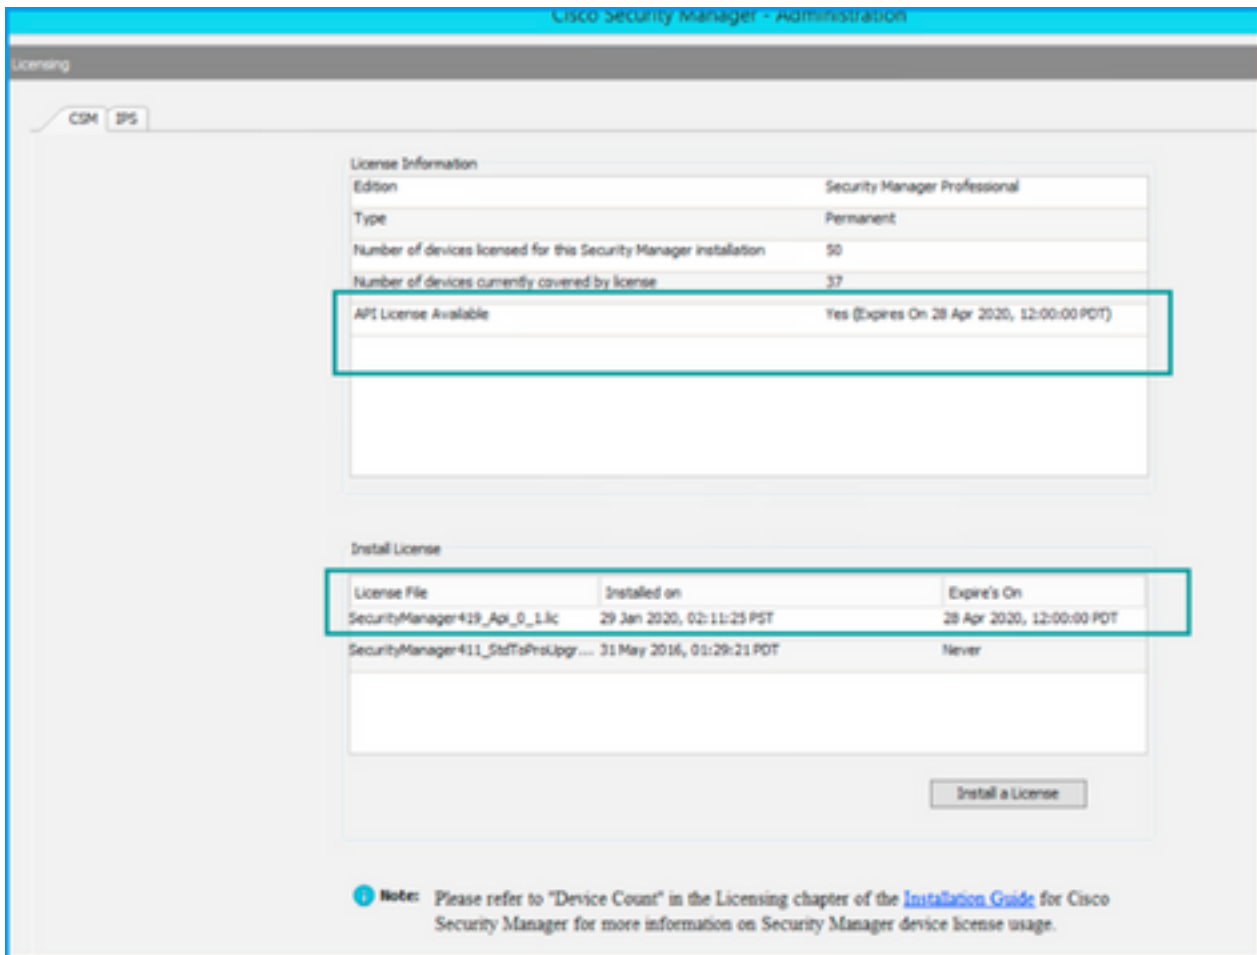 Cisco Security Manager - Administration
Licensing
CSM IPS
License Information
Edition Security Manager Professional
Type Permanent
Number of devices licensed for this Security Manager installation 50
Number of devices currently covered by license 37
API License Available Yes (Expires On 28 Apr 2020, 12:00:00 PDT)
Install License
License File Installed on Expire's On
SecurityManager419_Api_0_1.lic 29 Jan 2020, 02:11:25 PST 28 Apr 2020, 12:00:00 PDT
SecurityManager411_StdToProUpgr... 31 May 2016, 01:29:21 PDT Never
Install a License
Note: Please refer to "Device Count" in the Licensing chapter of the Installation Guide for Cisco
Security Manager for more information on Security Manager device license usage.